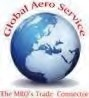 Global Aero Service
The MRO's Trade Connector